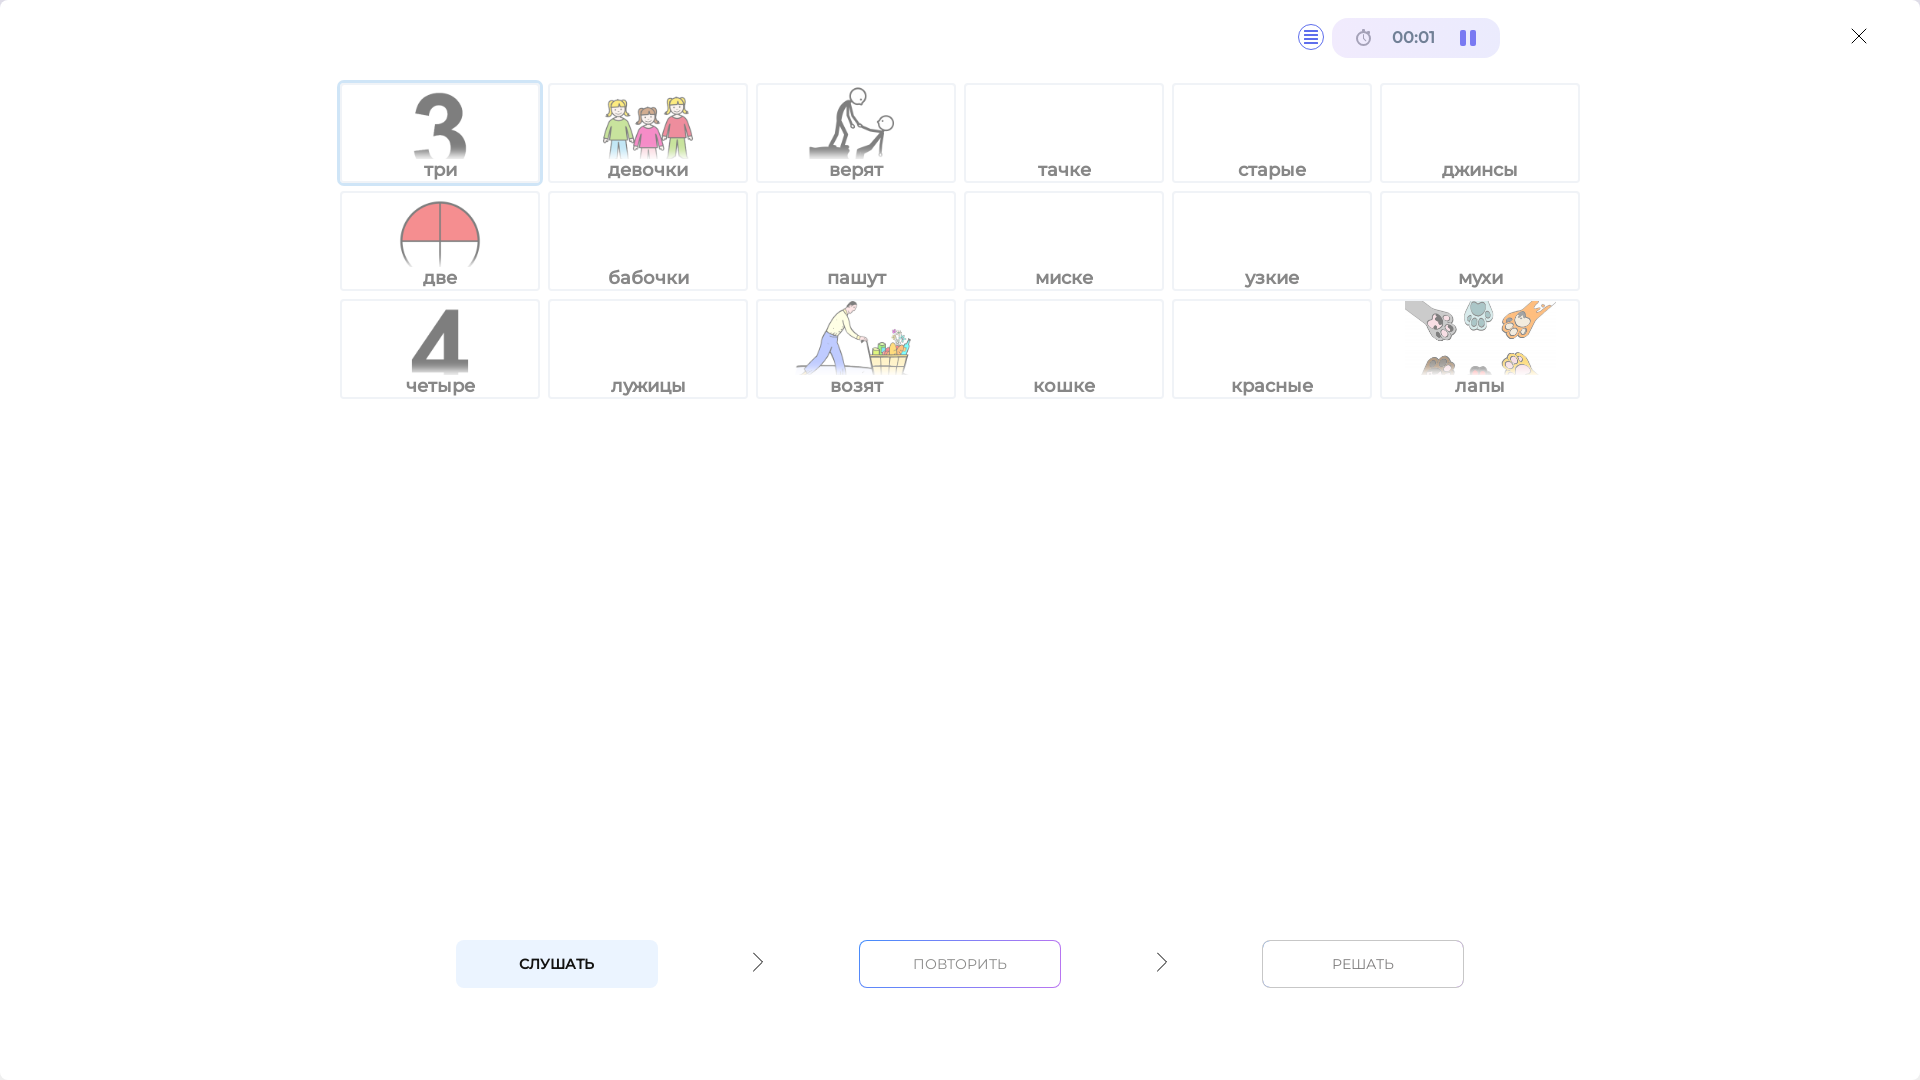 00:01
3
три девочки верят тачке старые джинсы
две бабочки пашут миске узкие мухи
4
четыре лужицы возят кошке красные лапы
СЛУШАТЬ ПОВТОРИТЬ РЕШАТЬ